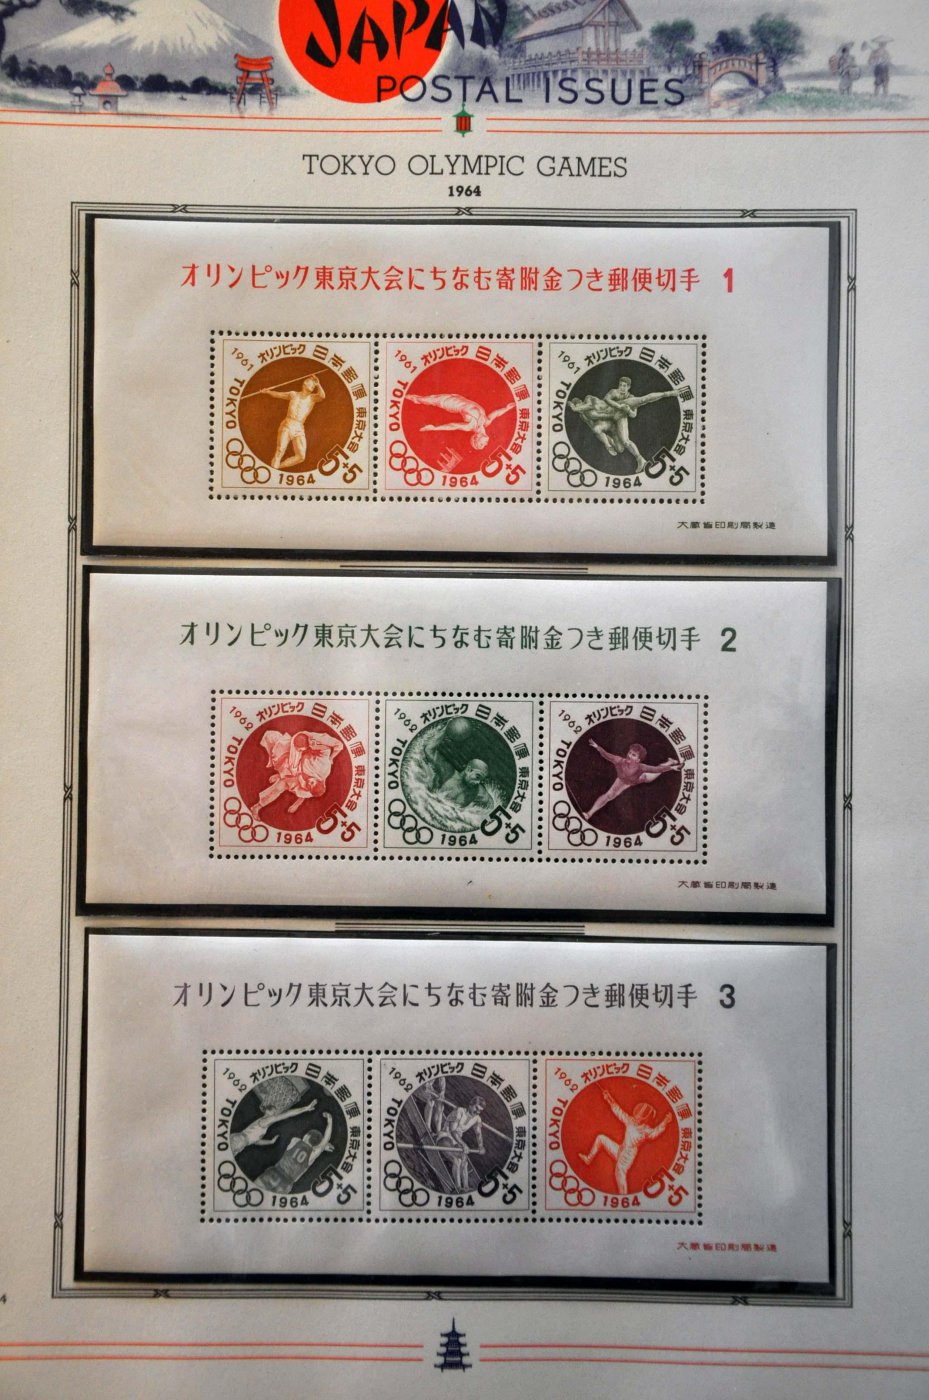 JAPAN
POSTAL ISSUES
TOKYO OLYMPIC GAMES
1964
オリンピック東京大会にちなむ寄附金つき郵便切手 1
1961 オリンピック 日本郵便 東京大会 TOKYO 1964 5+5
1961 オリンピック 日本郵便 東京大会 TOKYO 1964 5+5
1961 オリンピック 日本郵便 東京大会 TOKYO 1964 5+5
大蔵省印刷局製造
オリンピック東京大会にちなむ寄附金つき郵便切手 2
1962 オリンピック 日本郵便 東京大会 TOKYO 1964 5+5
1962 オリンピック 日本郵便 東京大会 TOKYO 1964 5+5
1962 オリンピック 日本郵便 東京大会 TOKYO 1964 5+5
大蔵省印刷局製造
オリンピック東京大会にちなむ寄附金つき郵便切手 3
1962 オリンピック 日本郵便 東京大会 TOKYO 1964 5+5
10
1962 オリンピック 日本郵便 東京大会 TOKYO 1964 5+5
1962 オリンピック 日本郵便 東京大会 TOKYO 1964 5+5
大蔵省印刷局製造
4